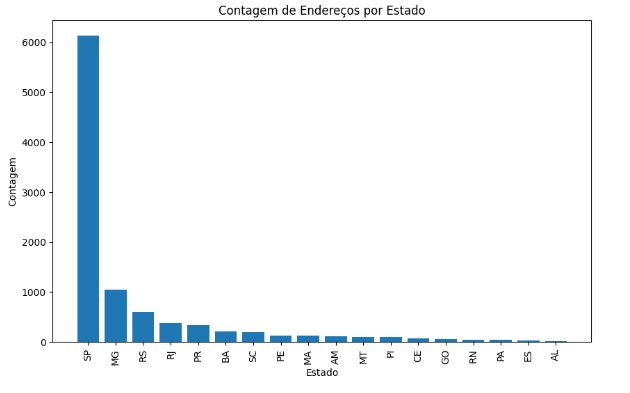 Contagem de Endereços por Estado
6000
5000
4000
3000
2000
1000
0
Contagem
SP MG RS RJ PR BA SC PE MA AM MT PI CE GO RN PA ES AL
Estado